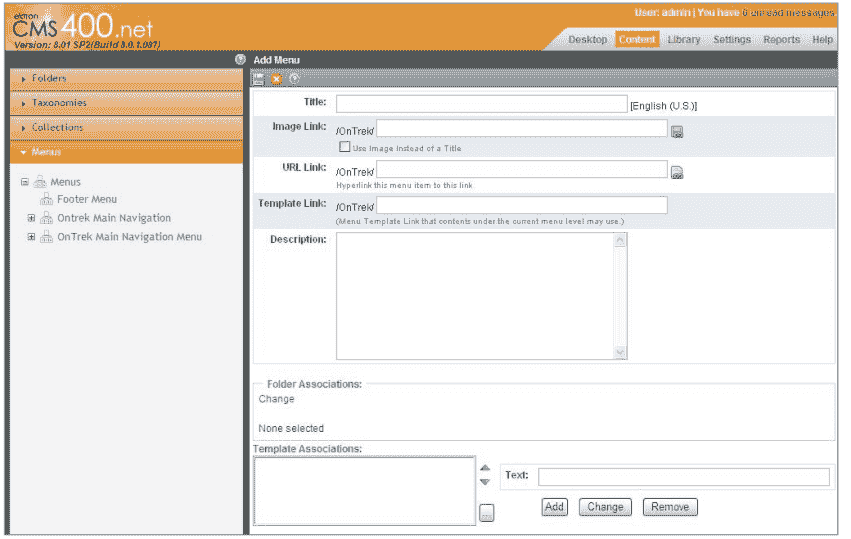 ektron
CMS400.net
Version: 8.01 SP2(Build 8.0.1.087)
User: admin | You have 0 unread messages
Desktop Content Library Settings Reports Help
Folders
Taxonomies
Collections
Menus
Menus
Footer Menu
Ontrek Main Navigation
OnTrek Main Navigation Menu
Add Menu
Title: [English (U.S.)]
Image Link: /OnTrek/
Use image instead of a Title
URL Link: /OnTrek/
Hyperlink this menu item to this link
Template Link: /OnTrek/
(Menu Template Link that contents under the current menu level may use.)
Description:
Folder Associations:
Change
None selected
Template Associations:
Text:
...
Add Change Remove